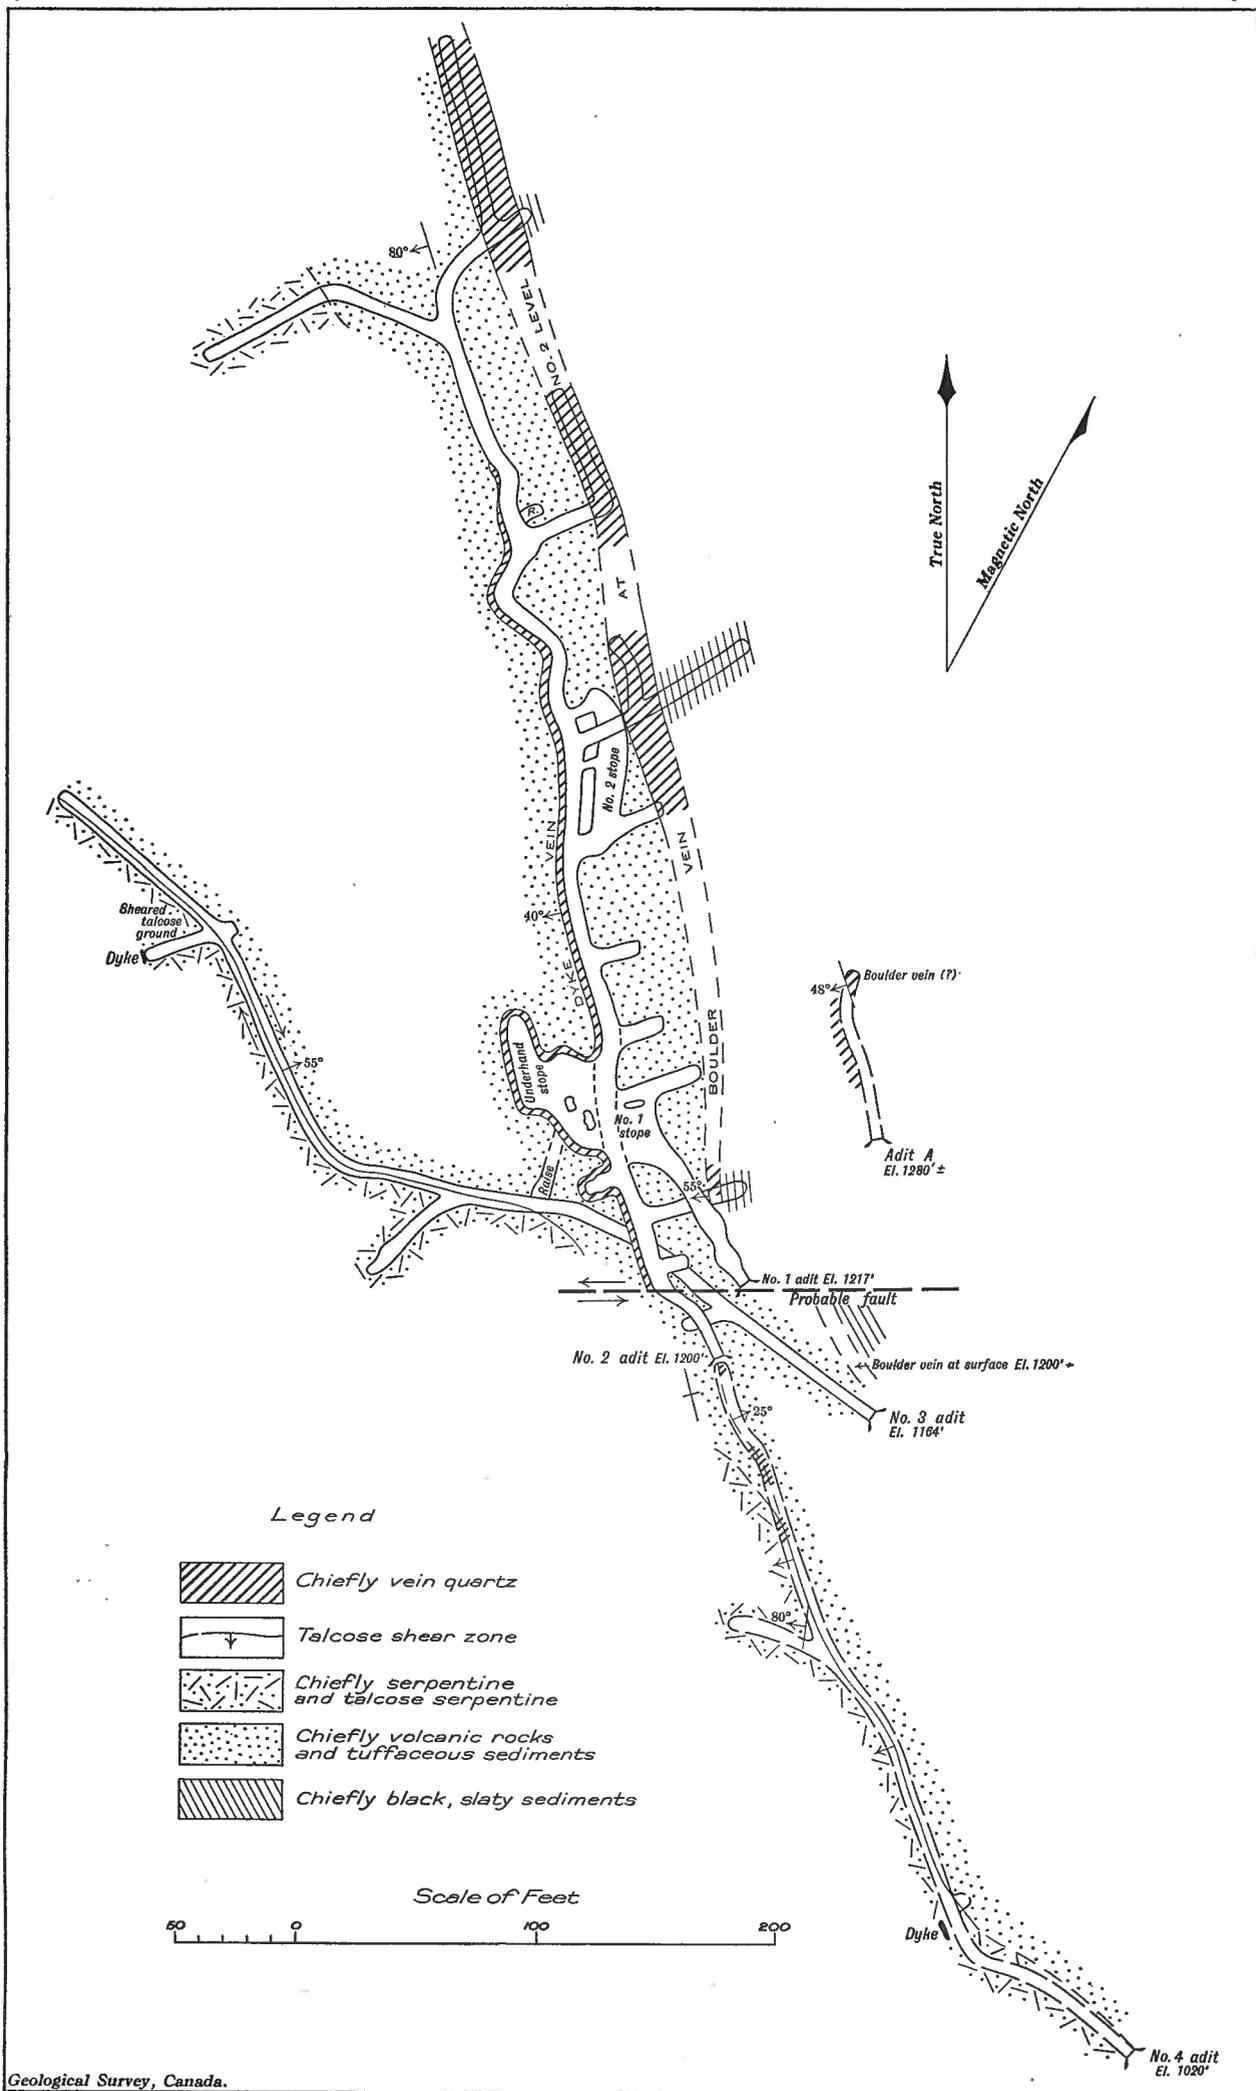 80°
NO. 2 LEVEL
R.
AT
True North
Magnetic North
No. 2 stope
VEIN
VEIN
40°
DYKE
Sheared
talcose
ground
Dyke
Boulder vein (?)
48°
BOULDER
Underhand
stope
55°
No. 1
stope
Adit A
El. 1280' ±
Raise
55°
No. 1 adit El. 1217'
Probable fault
No. 2 adit El. 1200'
Boulder vein at surface El. 1200' ±
25°
No. 3 adit
El. 1164'
Legend
Chiefly vein quartz
Talcose shear zone
Chiefly serpentine
and talcose serpentine
Chiefly volcanic rocks
and tuffaceous sediments
Chiefly black, slaty sediments
80°
Scale of Feet
50 0 100 200
Dyke
No. 4 adit
El. 1020'
Geological Survey, Canada.